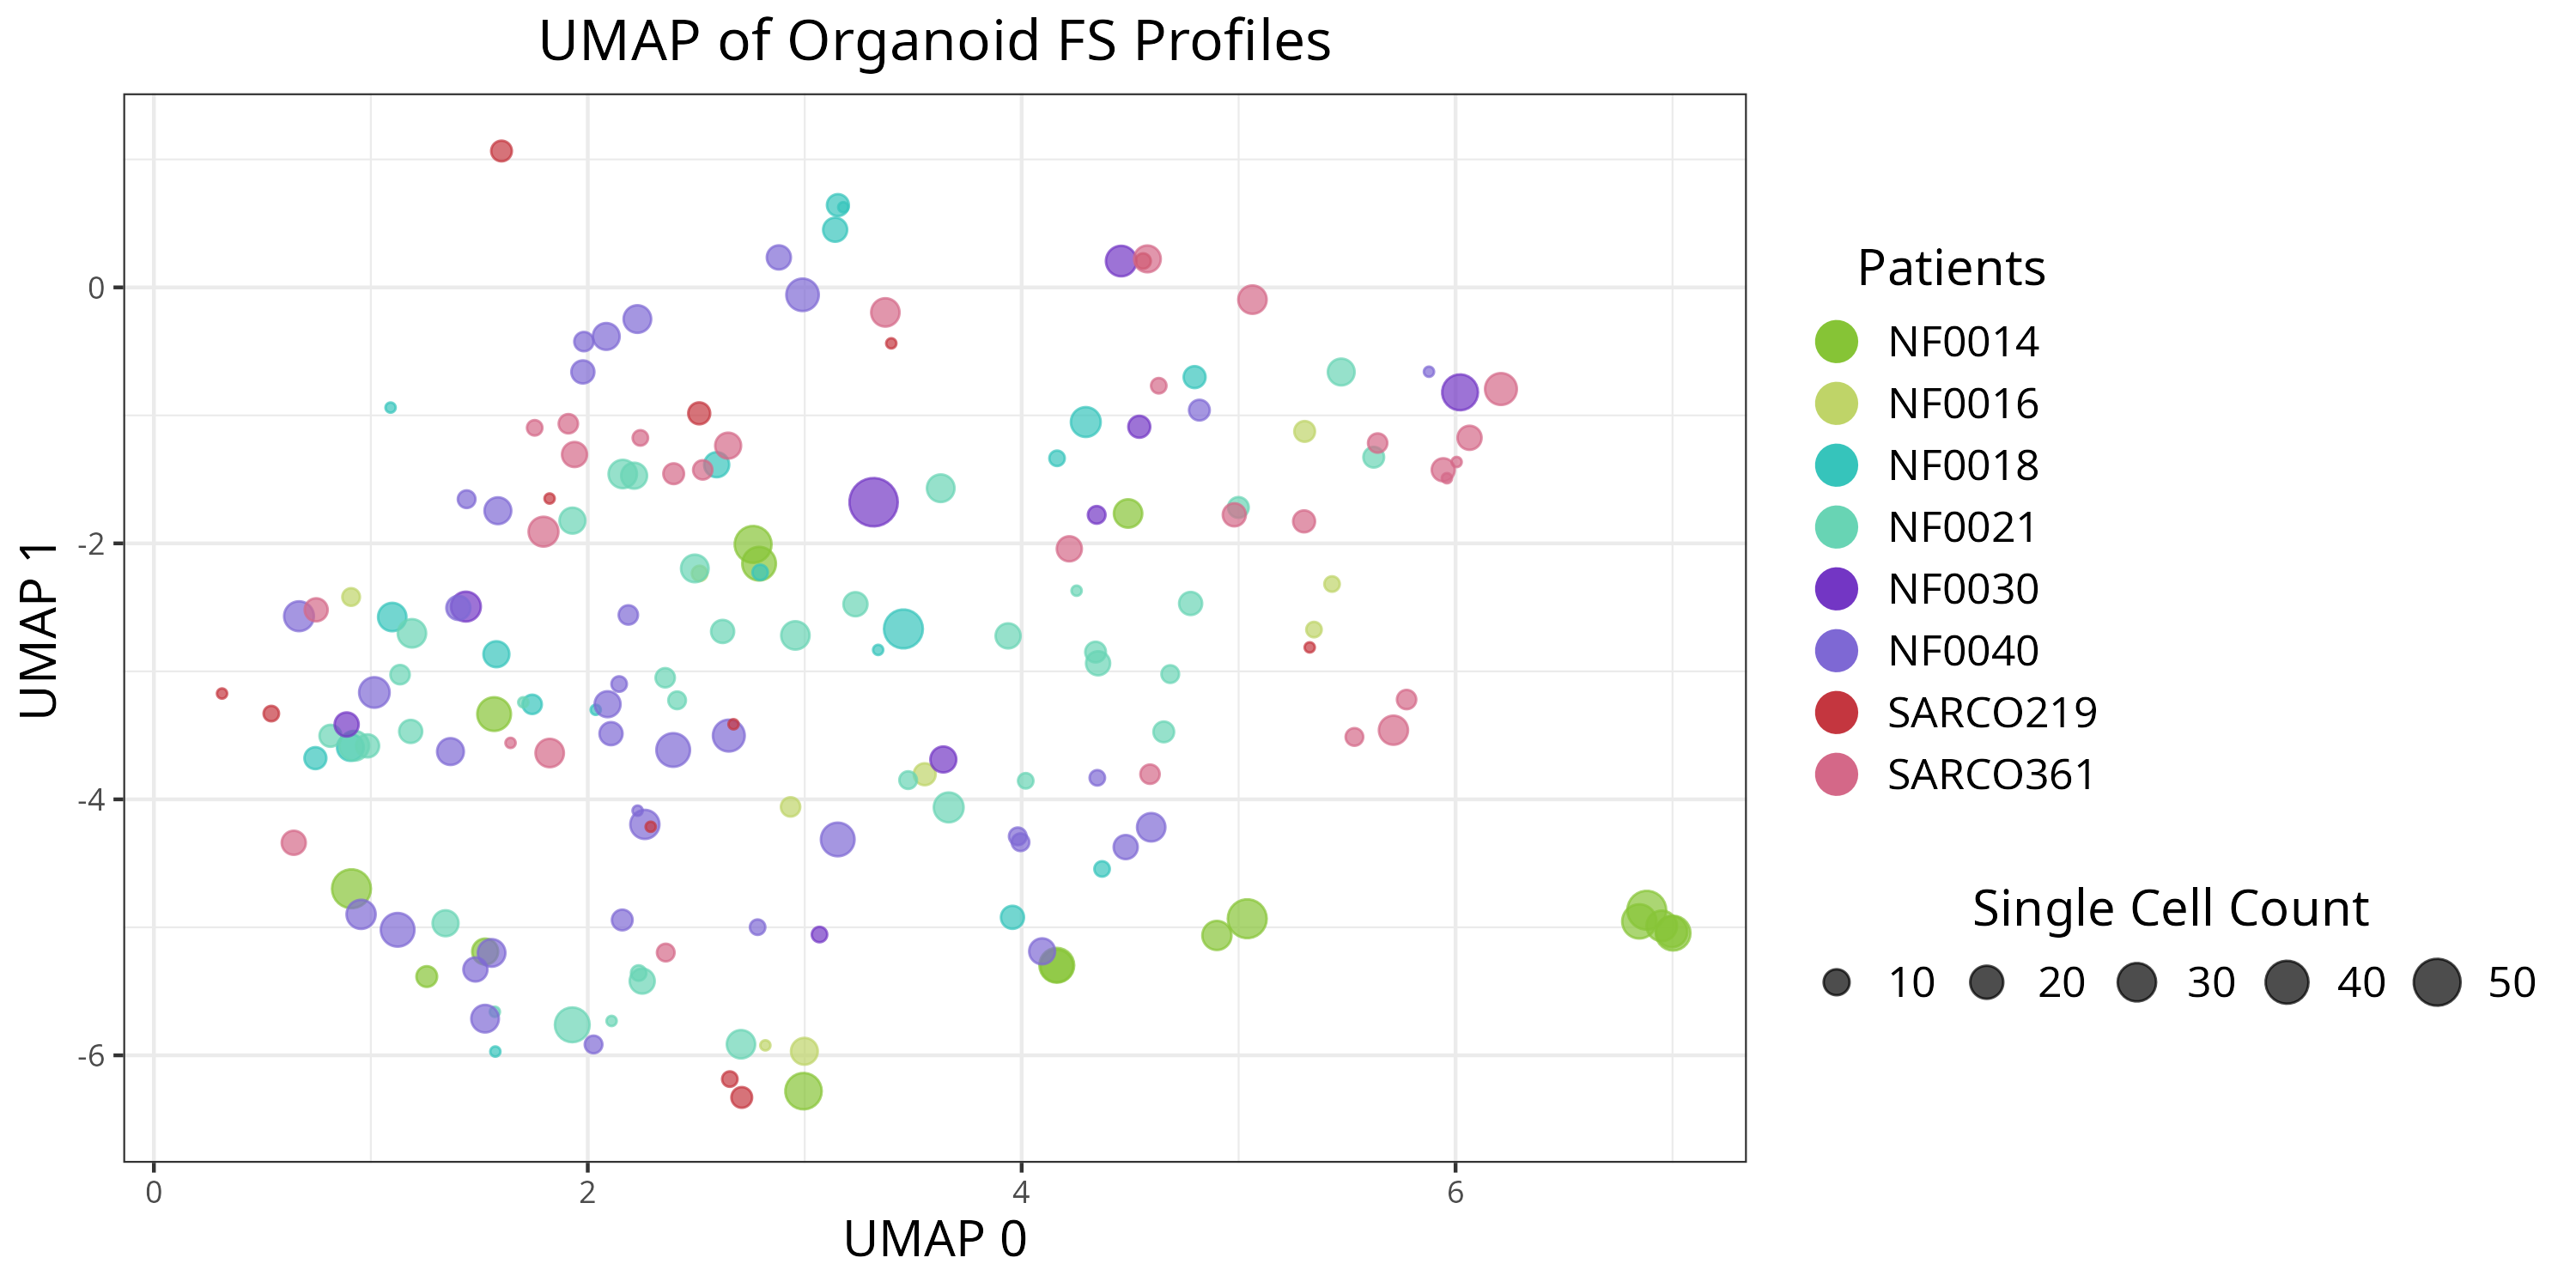 UMAP of Organoid FS Profiles
UMAP 1
0
-2
-4
-6
0 2 4 6
UMAP 0
Patients
NF0014
NF0016
NF0018
NF0021
NF0030
NF0040
SARCO219
SARCO361
Single Cell Count
10 20 30 40 50